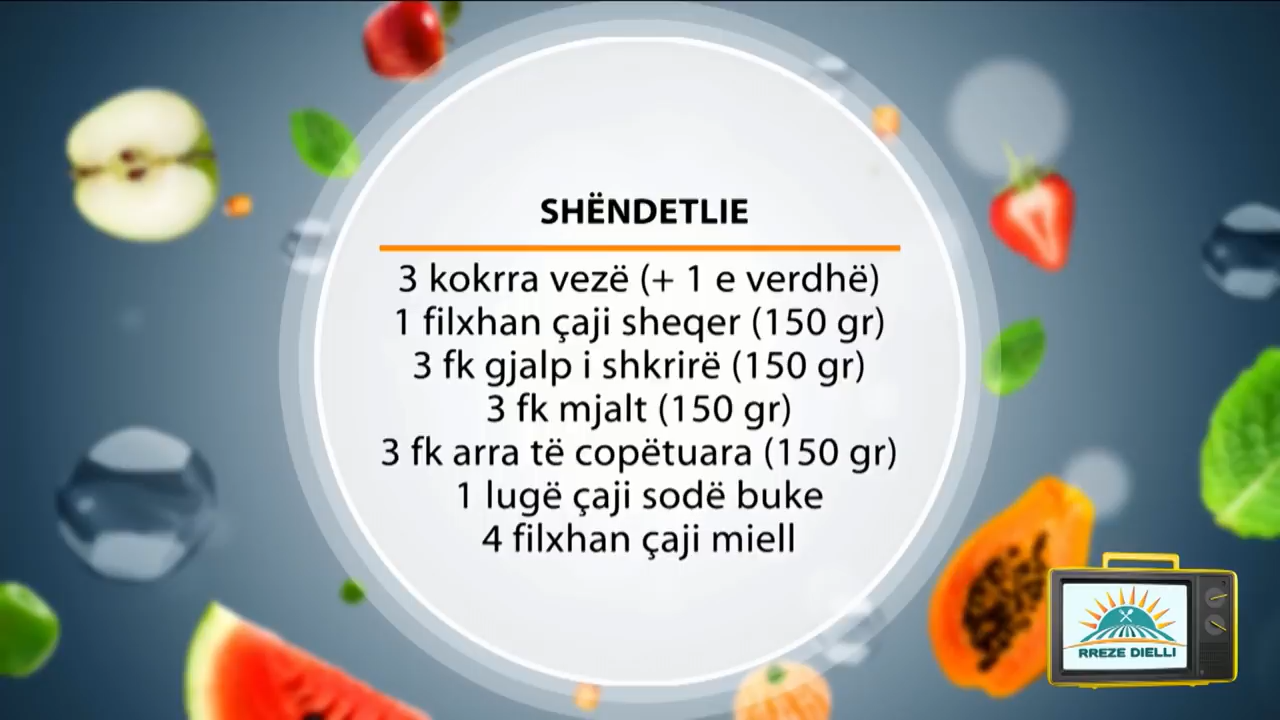 SHËNDETLIE
3 kokrra vezë (+ 1 e verdhë)
1 filxhan çaji sheqer (150 gr)
3 fk gjalp i shkrirë (150 gr)
3 fk mjalt (150 gr)
3 fk arra të copëtuara (150 gr)
1 lugë çaji sodë buke
4 filxhan çaji miell
RREZE DIELLI